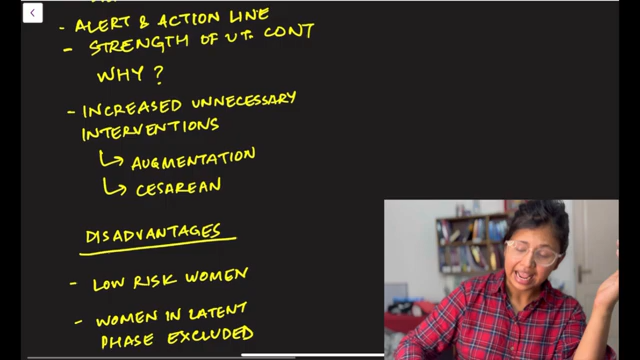 - ALERT & ACTION LINE
- STRENGTH OF UT. CONT
WHY ?
- INCREASED UNNECESSARY
INTERVENTIONS
↳ AUGMENTATION
↳ CESAREAN
DISADVANTAGES
- LOW RISK WOMEN
- WOMEN IN LATENT
PHASE EXCLUDED